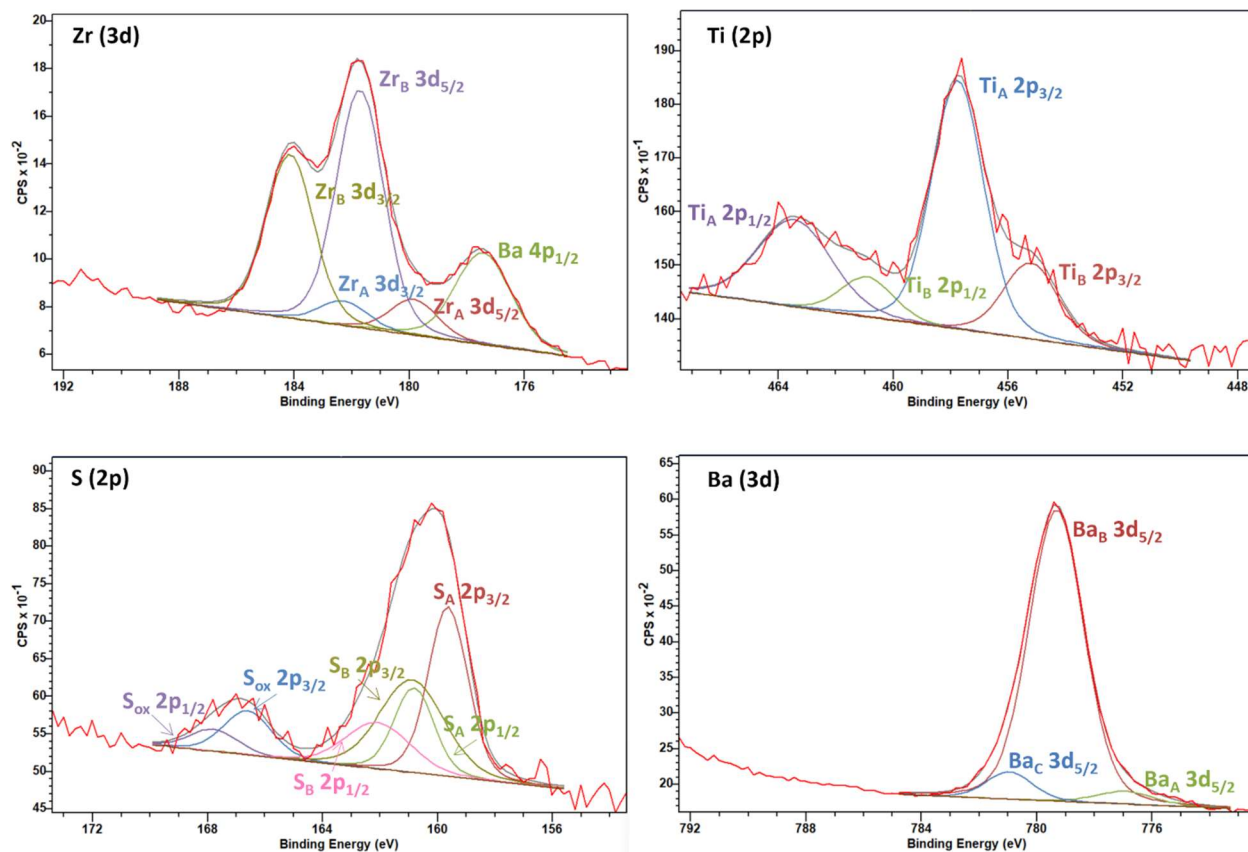 Zr (3d)
20
18
16
14
12
10
8
6
CPS x 10⁻²
Zr_B 3d_5/2
Zr_B 3d_3/2
Ba 4p_1/2
Zr_A 3d_3/2
Zr_A 3d_5/2
192 188 184 180 176
Binding Energy (eV)
Ti (2p)
190
180
170
160
150
140
CPS x 10⁻¹
Ti_A 2p_3/2
Ti_A 2p_1/2
Ti_B 2p_1/2
Ti_B 2p_3/2
464 460 456 452 448
Binding Energy (eV)
S (2p)
90
85
80
75
70
65
60
55
50
45
CPS x 10⁻¹
S_A 2p_3/2
S_B 2p_3/2
S_ox 2p_3/2
S_ox 2p_1/2
S_A 2p_1/2
S_B 2p_1/2
172 168 164 160 156
Binding Energy (eV)
Ba (3d)
65
60
55
50
45
40
35
30
25
20
15
CPS x 10⁻²
Ba_B 3d_5/2
Ba_C 3d_5/2
Ba_A 3d_5/2
792 788 784 780 776
Binding Energy (eV)